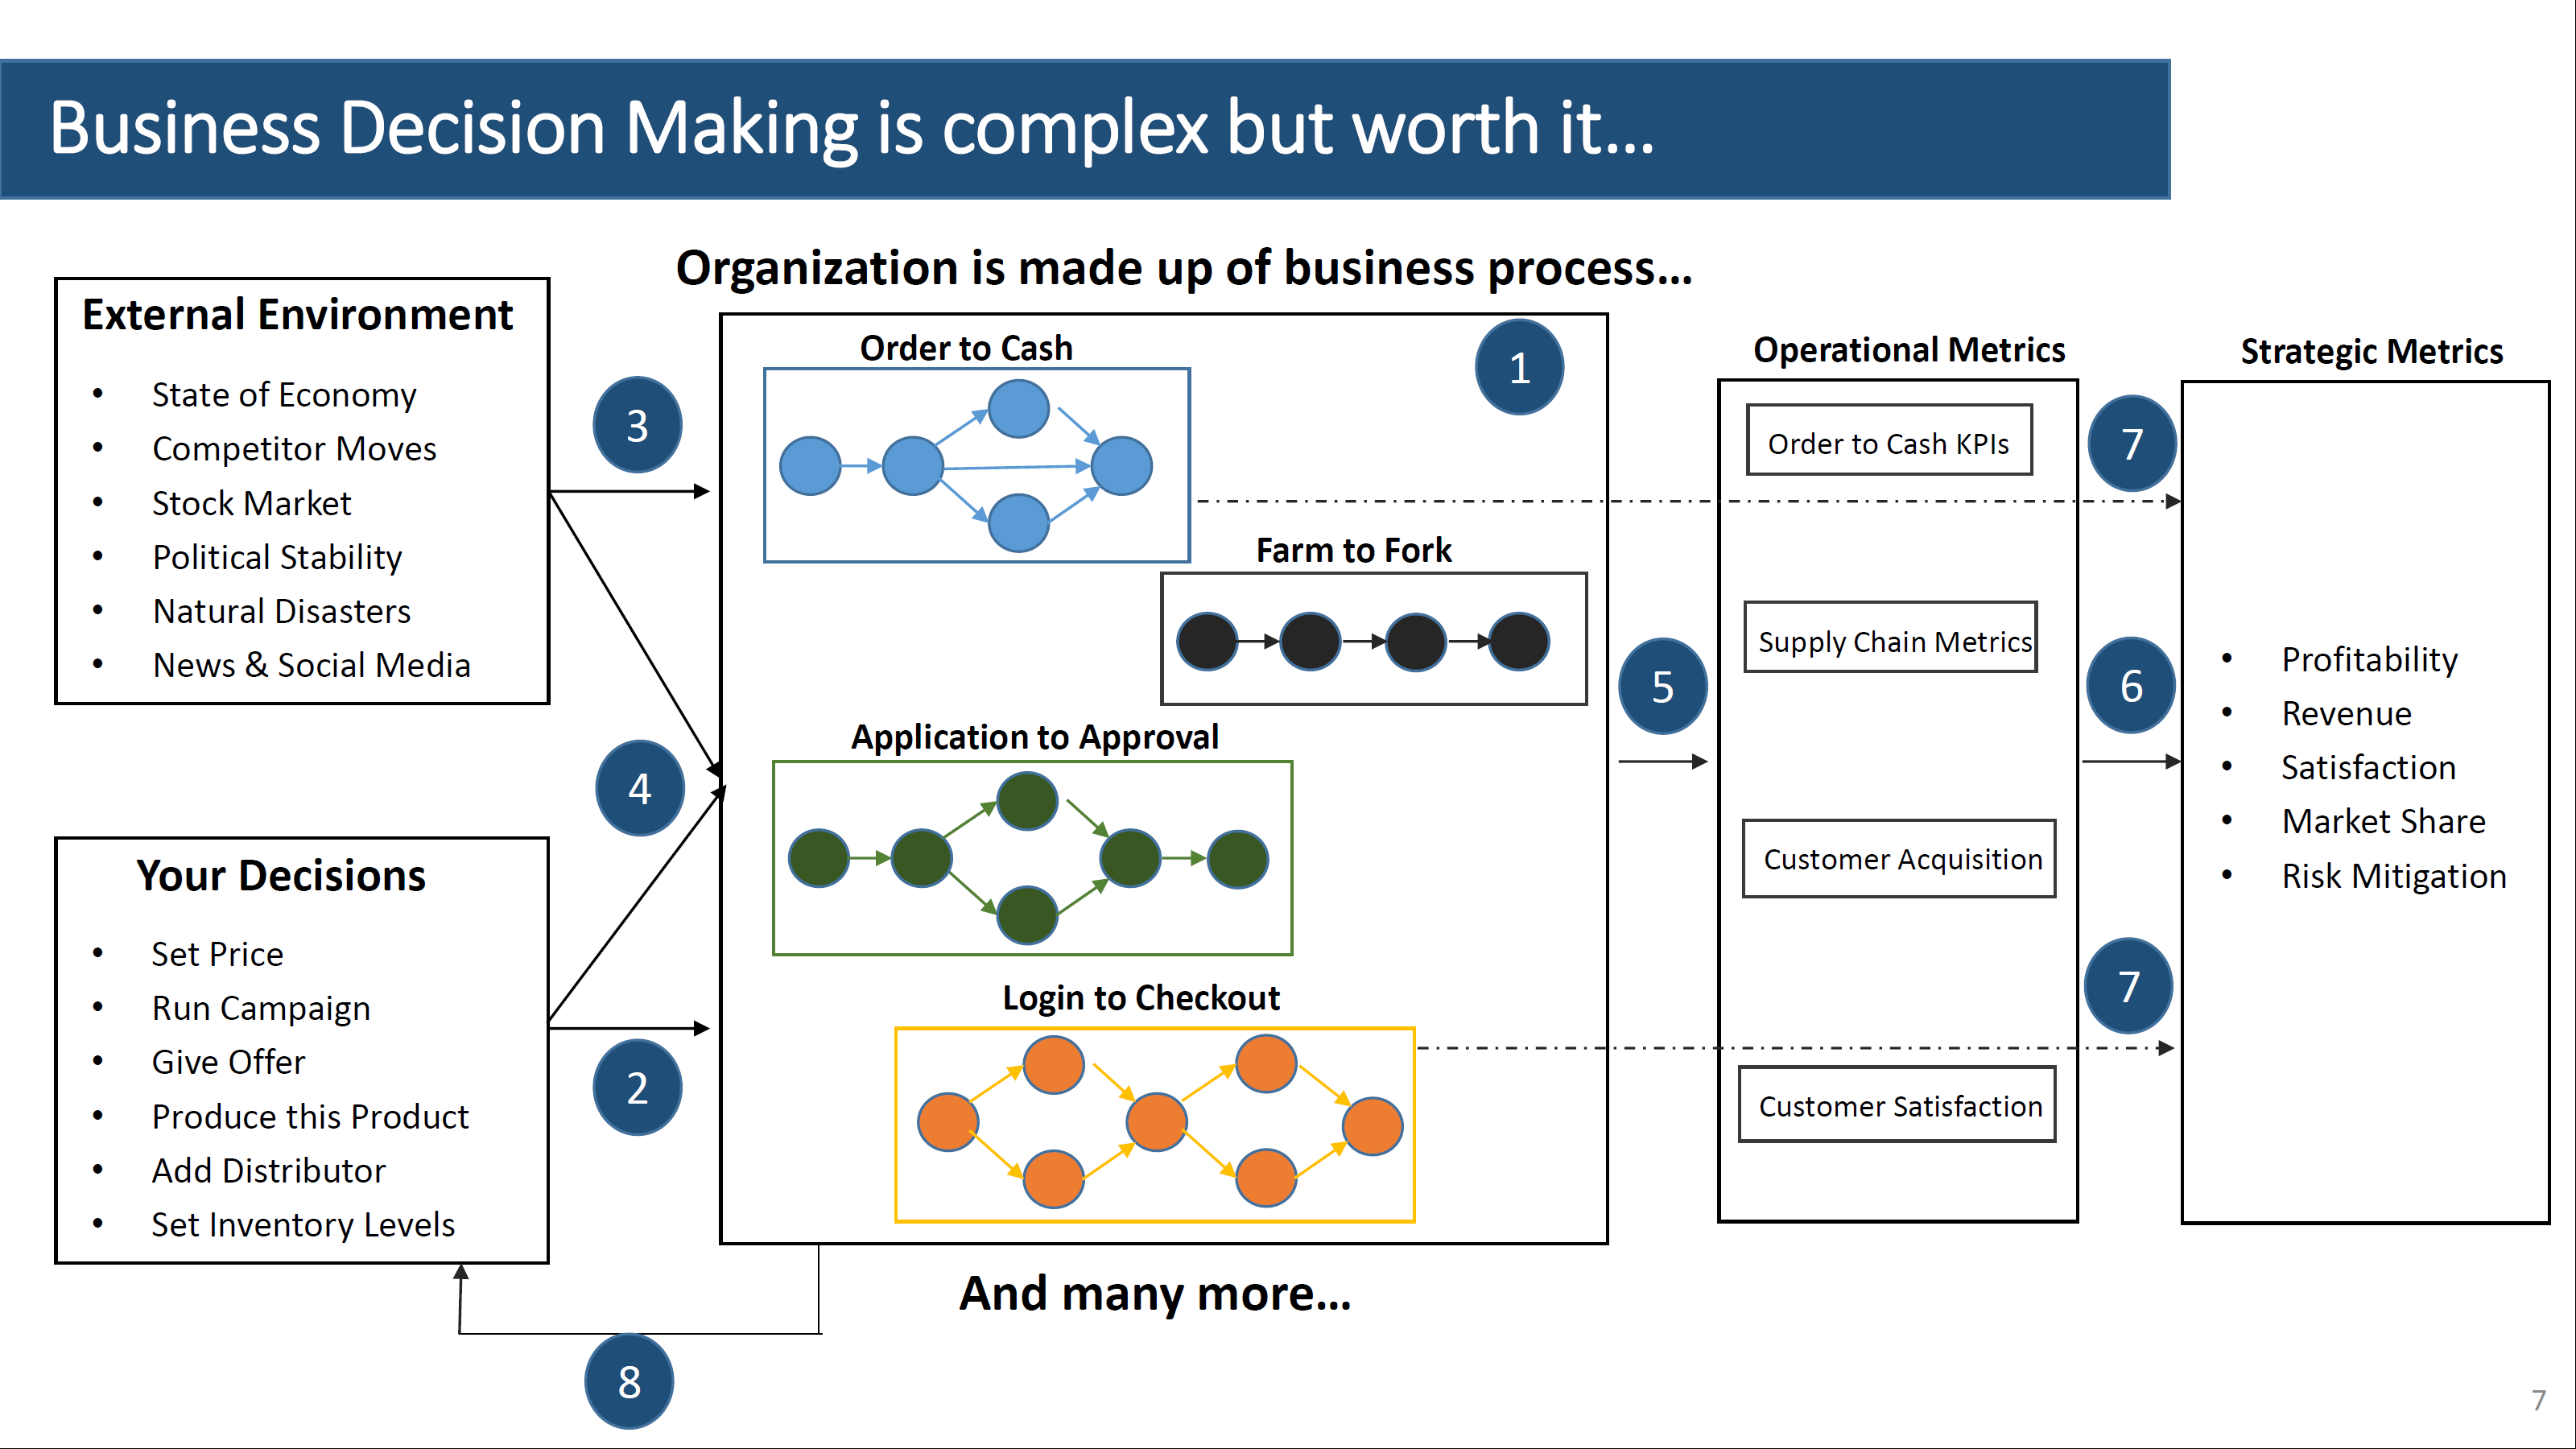 Business Decision Making is complex but worth it...
Organization is made up of business process...
External Environment
• State of Economy
• Competitor Moves
• Stock Market
• Political Stability
• Natural Disasters
• News & Social Media
3
4
Your Decisions
• Set Price
• Run Campaign
• Give Offer
• Produce this Product
• Add Distributor
• Set Inventory Levels
2
8
1
Order to Cash
Farm to Fork
Application to Approval
Login to Checkout
And many more...
5
Operational Metrics
Order to Cash KPIs
Supply Chain Metrics
Customer Acquisition
Customer Satisfaction
7
6
7
Strategic Metrics
• Profitability
• Revenue
• Satisfaction
• Market Share
• Risk Mitigation
7